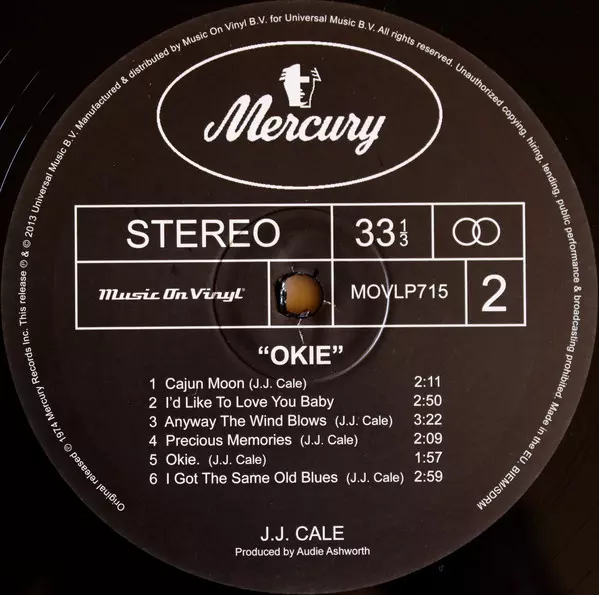 Original released ℗ 1974 Mercury Records Inc. This release ℗ & © 2013 Universal Music B.V. Manufactured & distributed by Music On Vinyl B.V. for Universal Music B.V. All rights reserved. Unauthorized copying, hiring, lending, public performance & broadcasting prohibited. Made in the EU. BIEM/SDRM
Mercury
STEREO 33 1/3
Music On Vinyl® MOVLP715 2
“OKIE”
1 Cajun Moon (J.J. Cale) 2:11
2 I'd Like To Love You Baby 2:50
3 Anyway The Wind Blows (J.J. Cale) 3:22
4 Precious Memories (J.J. Cale) 2:09
5 Okie. (J.J. Cale) 1:57
6 I Got The Same Old Blues (J.J. Cale) 2:59
J.J. CALE
Produced by Audie Ashworth